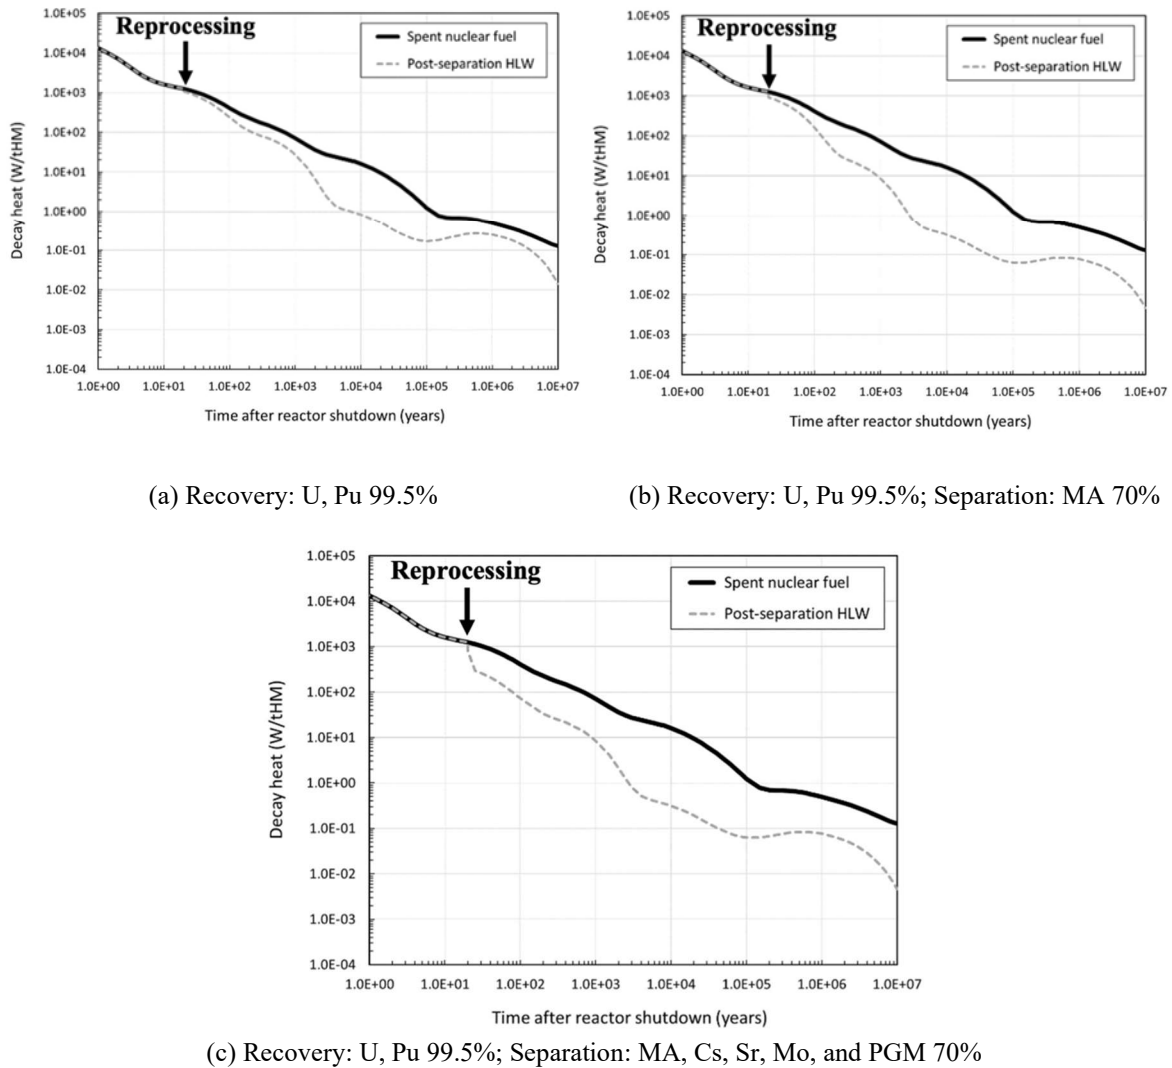 Reprocessing
Spent nuclear fuel
Post-separation HLW
Decay heat (W/tHM)
1.0E+05
1.0E+04
1.0E+03
1.0E+02
1.0E+01
1.0E+00
1.0E-01
1.0E-02
1.0E-03
1.0E-04
1.0E+00 1.0E+01 1.0E+02 1.0E+03 1.0E+04 1.0E+05 1.0E+06 1.0E+07
Time after reactor shutdown (years)
(a) Recovery: U, Pu 99.5%
Reprocessing
Spent nuclear fuel
Post-separation HLW
Decay heat (W/tHM)
1.0E+05
1.0E+04
1.0E+03
1.0E+02
1.0E+01
1.0E+00
1.0E-01
1.0E-02
1.0E-03
1.0E-04
1.0E+00 1.0E+01 1.0E+02 1.0E+03 1.0E+04 1.0E+05 1.0E+06 1.0E+07
Time after reactor shutdown (years)
(b) Recovery: U, Pu 99.5%; Separation: MA 70%
Reprocessing
Spent nuclear fuel
Post-separation HLW
Decay heat (W/tHM)
1.0E+05
1.0E+04
1.0E+03
1.0E+02
1.0E+01
1.0E+00
1.0E-01
1.0E-02
1.0E-03
1.0E-04
1.0E+00 1.0E+01 1.0E+02 1.0E+03 1.0E+04 1.0E+05 1.0E+06 1.0E+07
Time after reactor shutdown (years)
(c) Recovery: U, Pu 99.5%; Separation: MA, Cs, Sr, Mo, and PGM 70%